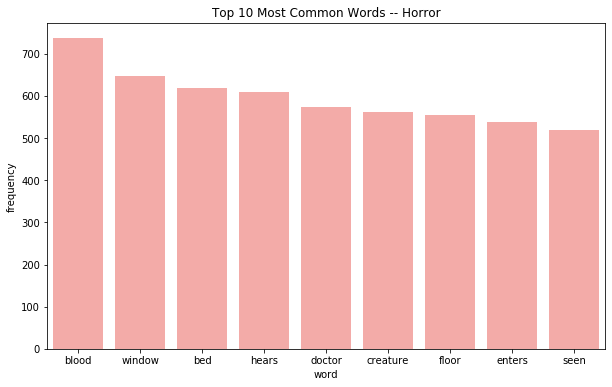 Top 10 Most Common Words -- Horror
frequency
700
600
500
400
300
200
100
0
blood window bed hears doctor creature floor enters seen
word